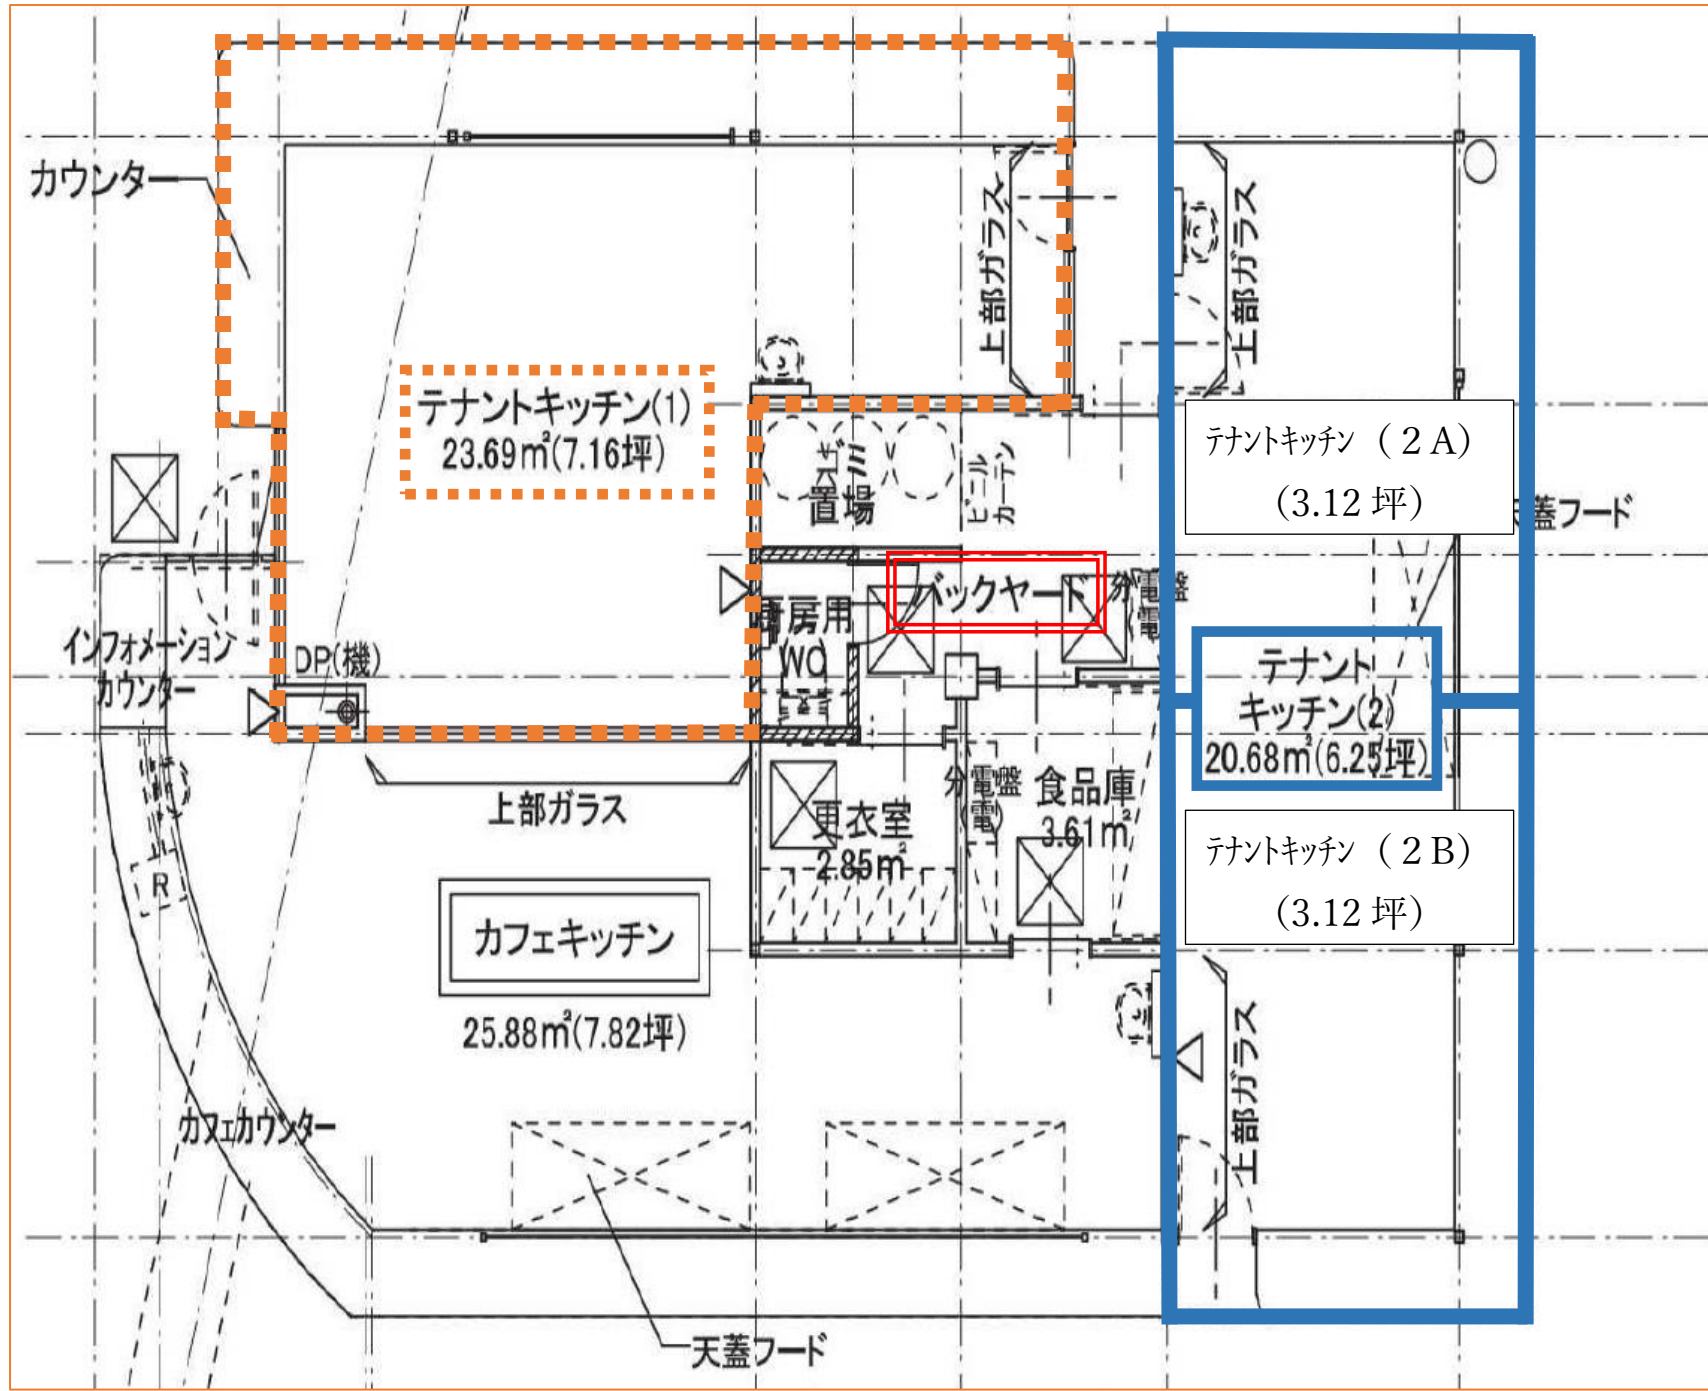 カウンター
上部ガラス
上部ガラス
テナントキッチン(1)
23.69㎡(7.16坪)
テナントキッチン（２A）
（3.12 坪）
置場
ビニル
カーテン
蓋フード
バックヤード
分電盤
(電
厨房用
WC
インフォメーション
カウンター
DP(機)
テナント
キッチン(2)
20.68㎡(6.25坪)
上部ガラス
更衣室
2.85㎡
分電盤
(電)
食品庫
3.61㎡
テナントキッチン（２B）
（3.12 坪）
R
カフェキッチン
25.88㎡(7.82坪)
上部ガラス
カフェカウンター
天蓋フード